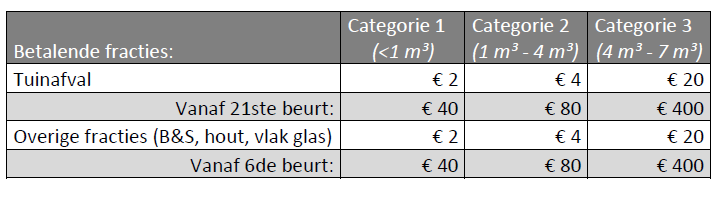 Betalende fracties: Categorie 1 (<1 m³) Categorie 2 (1 m³ - 4 m³) Categorie 3 (4 m³ - 7 m³)
Tuinafval € 2 € 4 € 20
Vanaf 21ste beurt: € 40 € 80 € 400
Overige fracties (B&S, hout, vlak glas) € 2 € 4 € 20
Vanaf 6de beurt: € 40 € 80 € 400